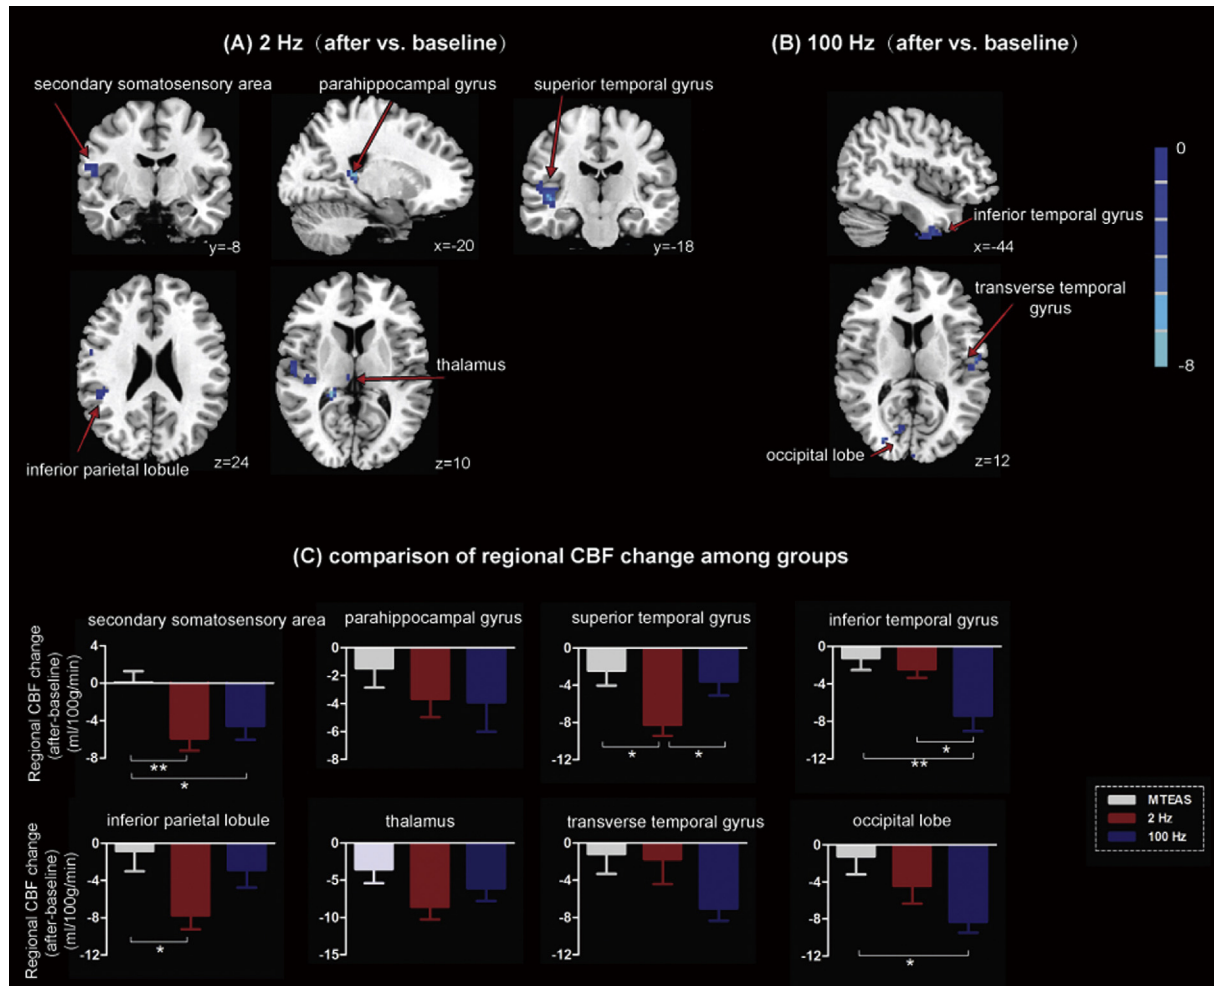 (A) 2 Hz（after vs. baseline）
(B) 100 Hz（after vs. baseline）
secondary somatosensory area
parahippocampal gyrus
superior temporal gyrus
y=-8
x=-20
y=-18
inferior temporal gyrus
x=-44
0
-8
thalamus
inferior parietal lobule
z=24
z=10
transverse temporal
gyrus
occipital lobe
z=12
(C) comparison of regional CBF change among groups
Regional CBF change
(after-baseline)
(ml/100g/min)
secondary somatosensory area
4
0
-4
-8
**
*
parahippocampal gyrus
-0
-2
-4
-6
-8
superior temporal gyrus
-0
-4
-8
-12
*
*
inferior temporal gyrus
-0
-4
-8
-12
*
**
Regional CBF change
(after-baseline)
(ml/100g/min)
inferior parietal lobule
-0
-4
-8
-12
*
thalamus
-0
-5
-10
-15
transverse temporal gyrus
-0
-4
-8
-12
occipital lobe
-0
-4
-8
-12
*
MTEAS
2 Hz
100 Hz